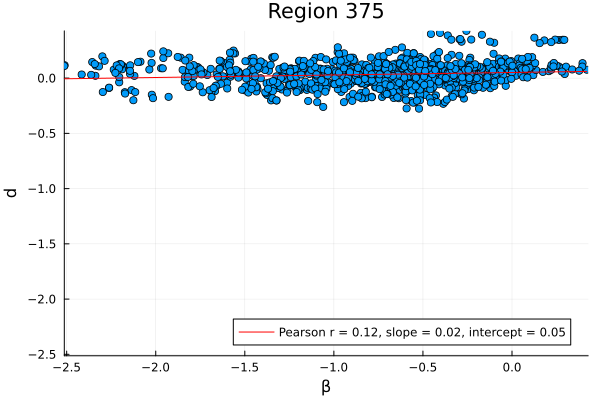 Region 375
d
0.0
−0.5
−1.0
−1.5
−2.0
−2.5
−2.5 −2.0 −1.5 −1.0 −0.5 0.0
β
Pearson r = 0.12, slope = 0.02, intercept = 0.05